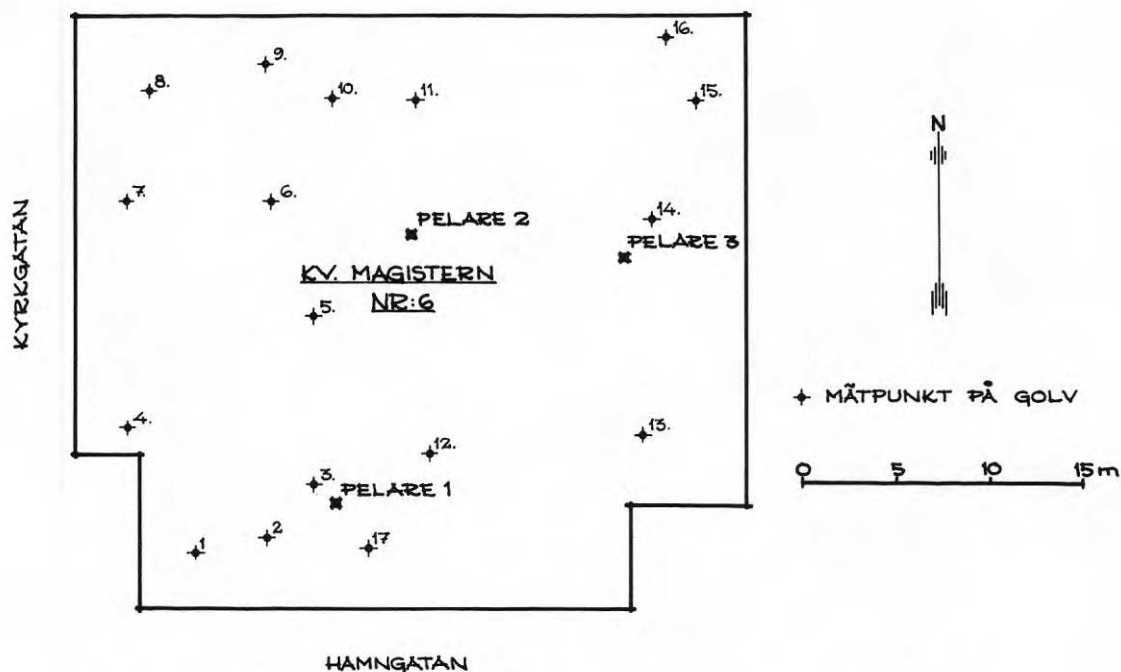 16.
9.
8.
10.
11.
15.
N
7.
6.
14.
PELARE 2
PELARE 3
KV. MAGISTERN
NR:6
5.
KYRKGATAN
MÄTPUNKT PÅ GOLV
4.
13.
12.
0 5 10 15 m
3.
PELARE 1
2
1
17
HAMNGATAN